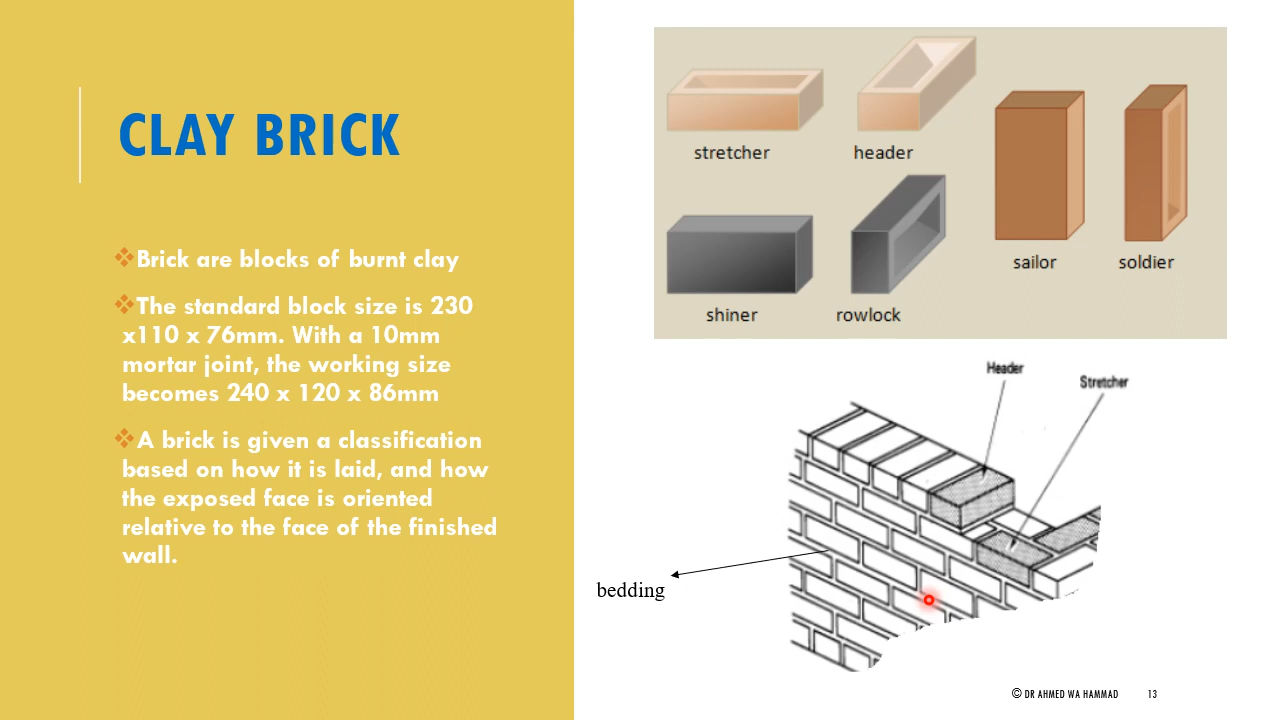 CLAY BRICK
Brick are blocks of burnt clay
The standard block size is 230
x110 x 76mm. With a 10mm
mortar joint, the working size
becomes 240 x 120 x 86mm
A brick is given a classification
based on how it is laid, and how
the exposed face is oriented
relative to the face of the finished
wall.
stretcher
header
sailor
soldier
shiner
rowlock
Header
Stretcher
bedding
© DR AHMED WA HAMMAD
13